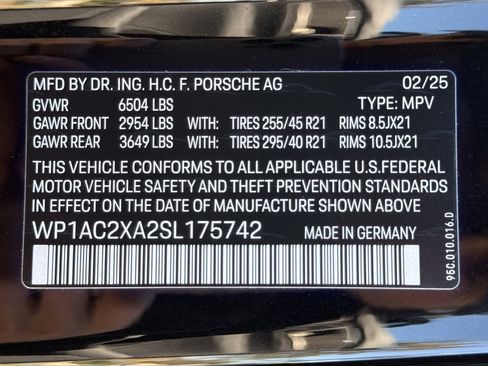 MFD BY DR. ING. H.C. F. PORSCHE AG 02/25
GVWR 6504 LBS TYPE: MPV
GAWR FRONT 2954 LBS WITH: TIRES 255/45 R21 RIMS 8.5JX21
GAWR REAR 3649 LBS WITH: TIRES 295/40 R21 RIMS 10.5JX21
THIS VEHICLE CONFORMS TO ALL APPLICABLE U.S.FEDERAL
MOTOR VEHICLE SAFETY AND THEFT PREVENTION STANDARDS
IN EFFECT ON THE DATE OF MANUFACTURE SHOWN ABOVE
WP1AC2XA2SL175742 MADE IN GERMANY
95C.010.016.D